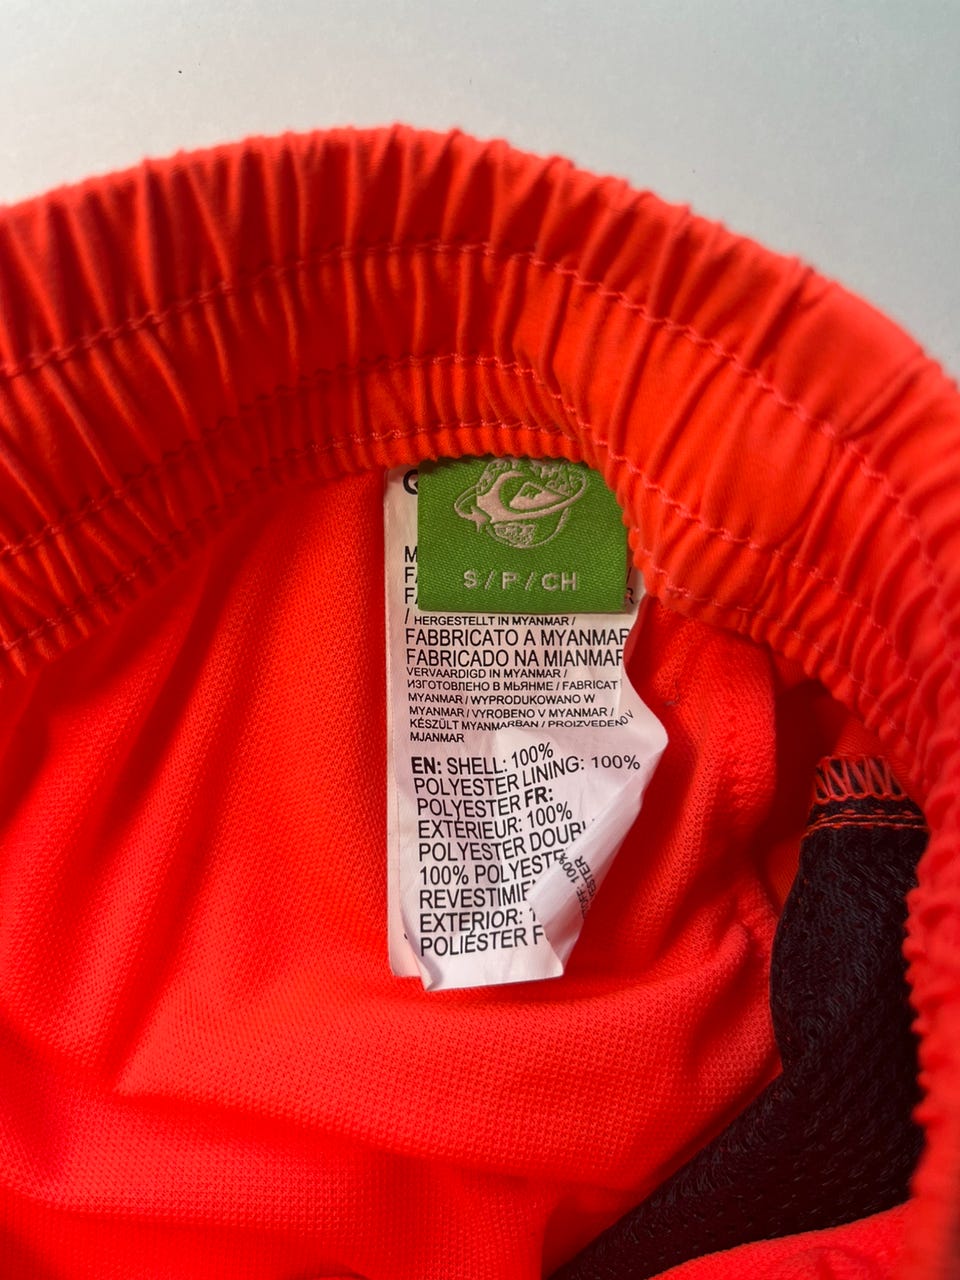 S / P / CH
/ HERGESTELLT IN MYANMAR /
FABBRICATO A MYANMAR
FABRICADO NA MIANMAR
VERVAARDIGD IN MYANMAR /
ИЗГОТОВЛЕНО В МЬЯНМЕ / FABRICAT
MYANMAR / WYPRODUKOWANO W
MYANMAR / VYROBENO V MYANMAR /
KÉSZÜLT MYANMARBAN / PROIZVEDENO V
MJANMAR
EN: SHELL: 100%
POLYESTER LINING: 100%
POLYESTER FR:
EXTÉRIEUR: 100%
POLYESTER
100%
EXTERIOR:
POLIÉSTER